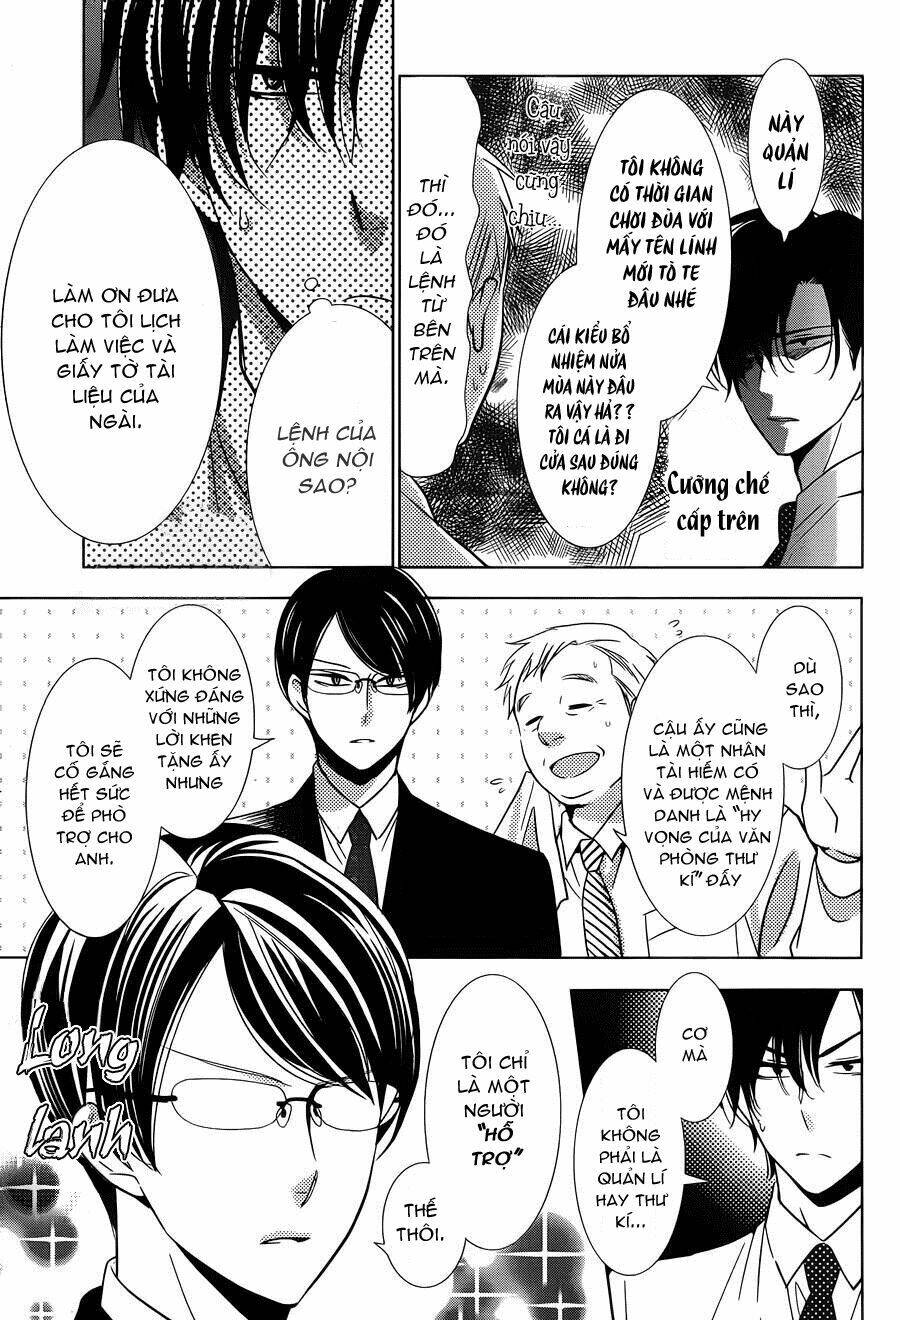 NÀY
QUẢN
LÍ
TÔI KHÔNG
CÓ THỜI GIAN
CHƠI ĐÙA VỚI
MẤY TÊN LÍNH
MỚI TÒ TE
ĐÂU NHÉ
CÁI KIỂU BỔ
NHIỆM NỬA
MÙA NÀY ĐÂU
RA VẬY HẢ??
TÔI CÁ LÀ ĐI
CỬA SAU ĐÚNG
KHÔNG?
Cưỡng chế
cấp trên
Cậu
nói vậy
cũng
chịu...
THÌ
ĐÓ...
ĐÓ
LÀ
LỆNH
TỪ
BÊN
TRÊN
MÀ.
LỆNH CỦA
ÔNG NỘI
SAO?
LÀM ƠN ĐƯA
CHO TÔI LỊCH
LÀM VIỆC VÀ
GIẤY TỜ TÀI
LIỆU CỦA
NGÀI.
DÙ
SAO
THÌ,
CẬU ẤY CŨNG
LÀ MỘT NHÂN
TÀI HIẾM CÓ
VÀ ĐƯỢC MỆNH
DANH LÀ "HY
VỌNG CỦA VĂN
PHÒNG THƯ
KÍ" ĐẤY
TÔI KHÔNG
XỨNG ĐÁNG
VỚI NHỮNG
LỜI KHEN
TẶNG ẤY
NHƯNG
TÔI SẼ
CỐ GẮNG
HẾT SỨC
ĐỂ PHÒ
TRỢ CHO
ANH.
CƠ
MÀ
TÔI
KHÔNG
PHẢI LÀ
QUẢN LÍ
HAY THƯ
KÍ...
TÔI CHỈ
LÀ MỘT
NGƯỜI
"HỖ
TRỢ"
THẾ
THÔI.
Long
lanh